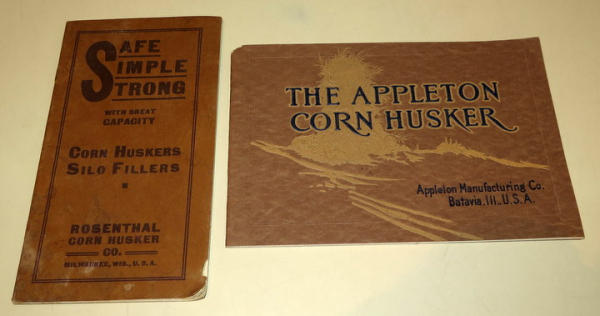 SAFE
SIMPLE
STRONG
WITH GREAT
CAPACITY
CORN HUSKERS
SILO FILLERS
ROSENTHAL
CORN HUSKER
CO.
MILWAUKEE, WIS., U.S.A.
THE APPLETON
CORN HUSKER
Appleton Manufacturing Co.
Batavia, Ill., U.S.A.